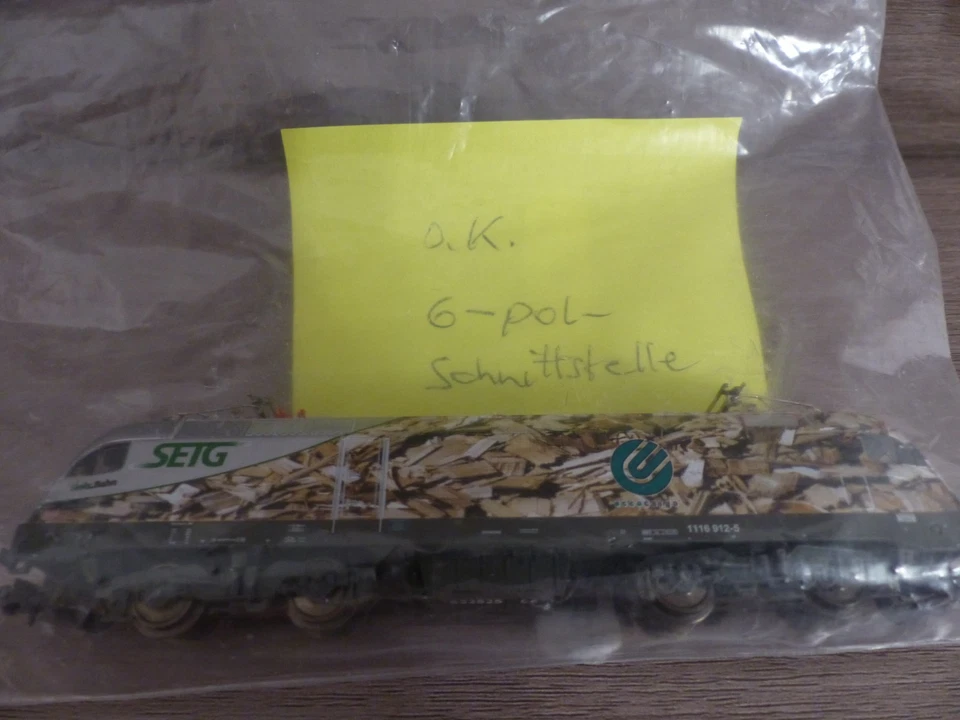 O.K.
6-pol-
Schnittstelle
SETG
1116 912-5